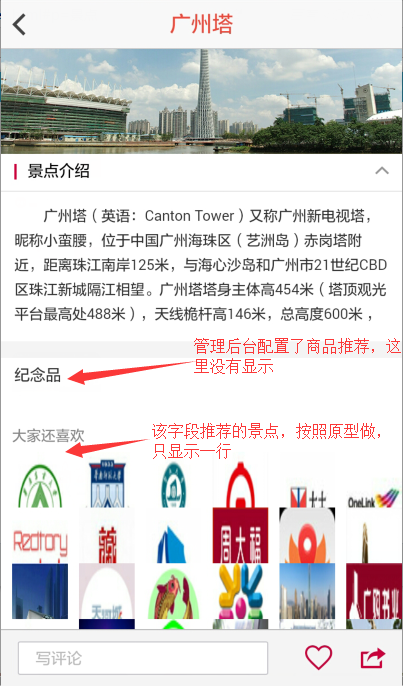 广州塔
景点介绍
广州塔（英语：Canton Tower）又称广州新电视塔，
昵称小蛮腰，位于中国广州海珠区（艺洲岛）赤岗塔附
近，距离珠江南岸125米，与海心沙岛和广州市21世纪CBD
区珠江新城隔江相望。广州塔塔身主体高454米（塔顶观光
平台最高处488米），天线桅杆高146米，总高度600米 ，
管理后台配置了商品推荐，这
里没有显示
纪念品
大家还喜欢
该字段推荐的景点，按照原型做，
只显示一行
OneLink
Redtory
周大福
写评论